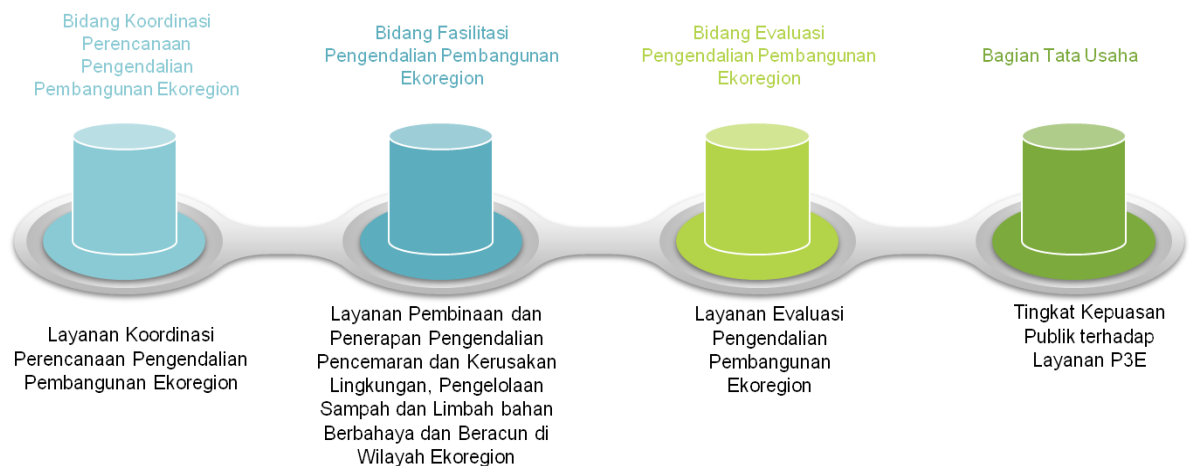 Bidang Koordinasi
Perencanaan
Pengendalian
Pembangunan Ekoregion
Bidang Fasilitasi
Pengendalian Pembangunan
Ekoregion
Bidang Evaluasi
Pengendalian Pembangunan
Ekoregion
Bagian Tata Usaha
Layanan Koordinasi
Perencanaan Pengendalian
Pembangunan Ekoregion
Layanan Pembinaan dan
Penerapan Pengendalian
Pencemaran dan Kerusakan
Lingkungan, Pengelolaan
Sampah dan Limbah bahan
Berbahaya dan Beracun di
Wilayah Ekoregion
Layanan Evaluasi
Pengendalian
Pembangunan
Ekoregion
Tingkat Kepuasan
Publik terhadap
Layanan P3E